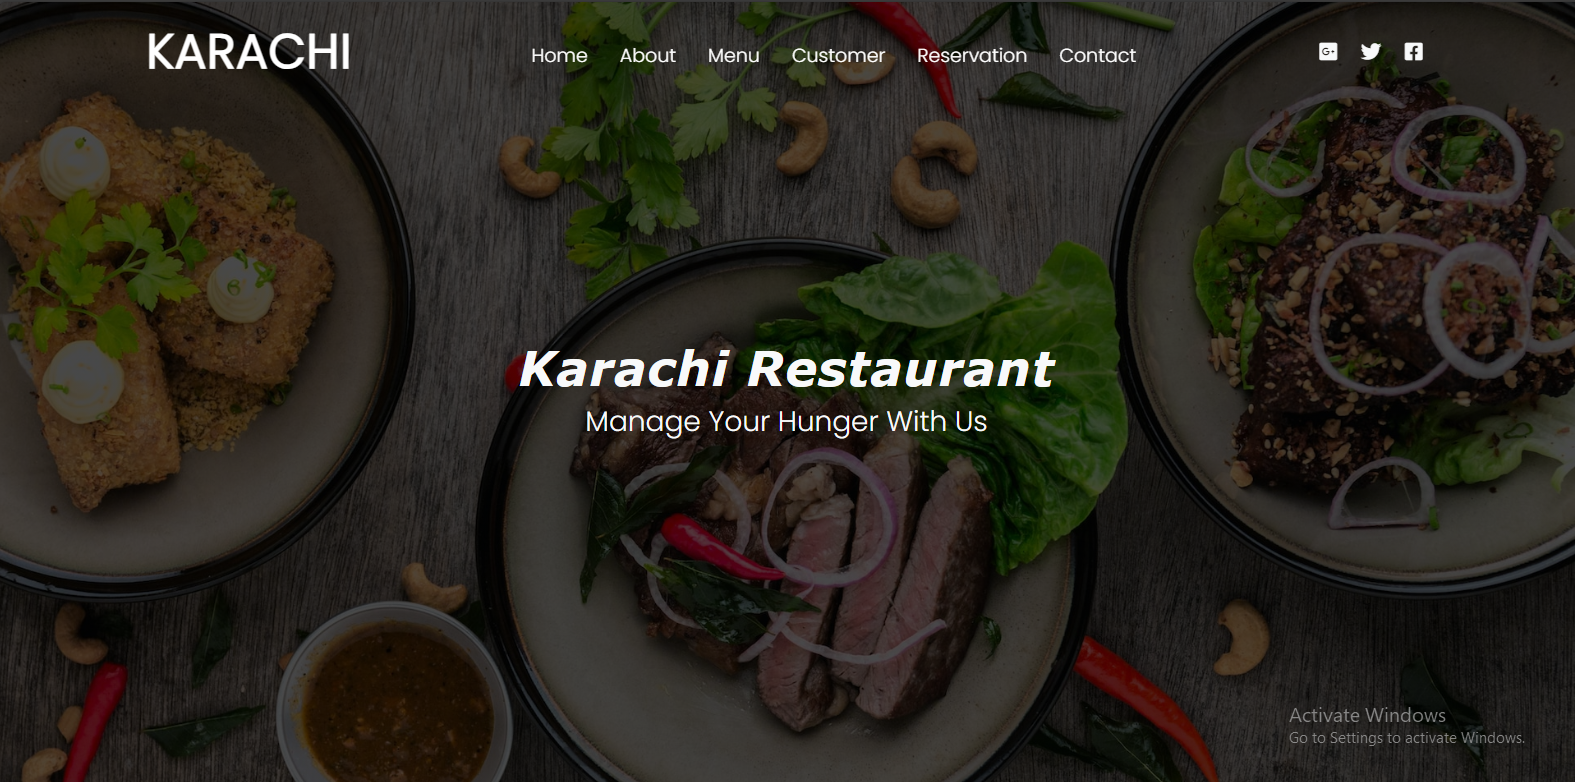 KARACHI
Home About Menu Customer Reservation Contact
Karachi Restaurant
Manage Your Hunger With Us
Activate Windows
Go to Settings to activate Windows.